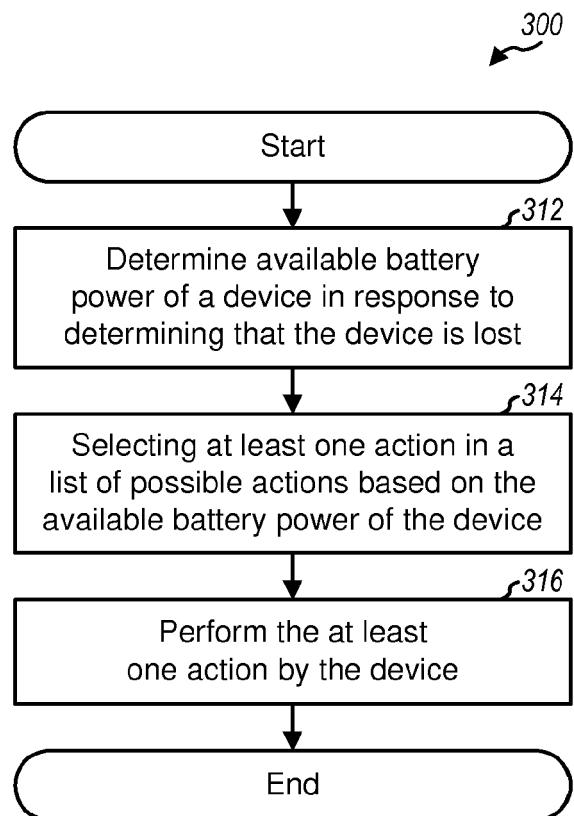 300
Start
312
Determine available battery
power of a device in response to
determining that the device is lost
314
Selecting at least one action in a
list of possible actions based on the
available battery power of the device
316
Perform the at least
one action by the device
End